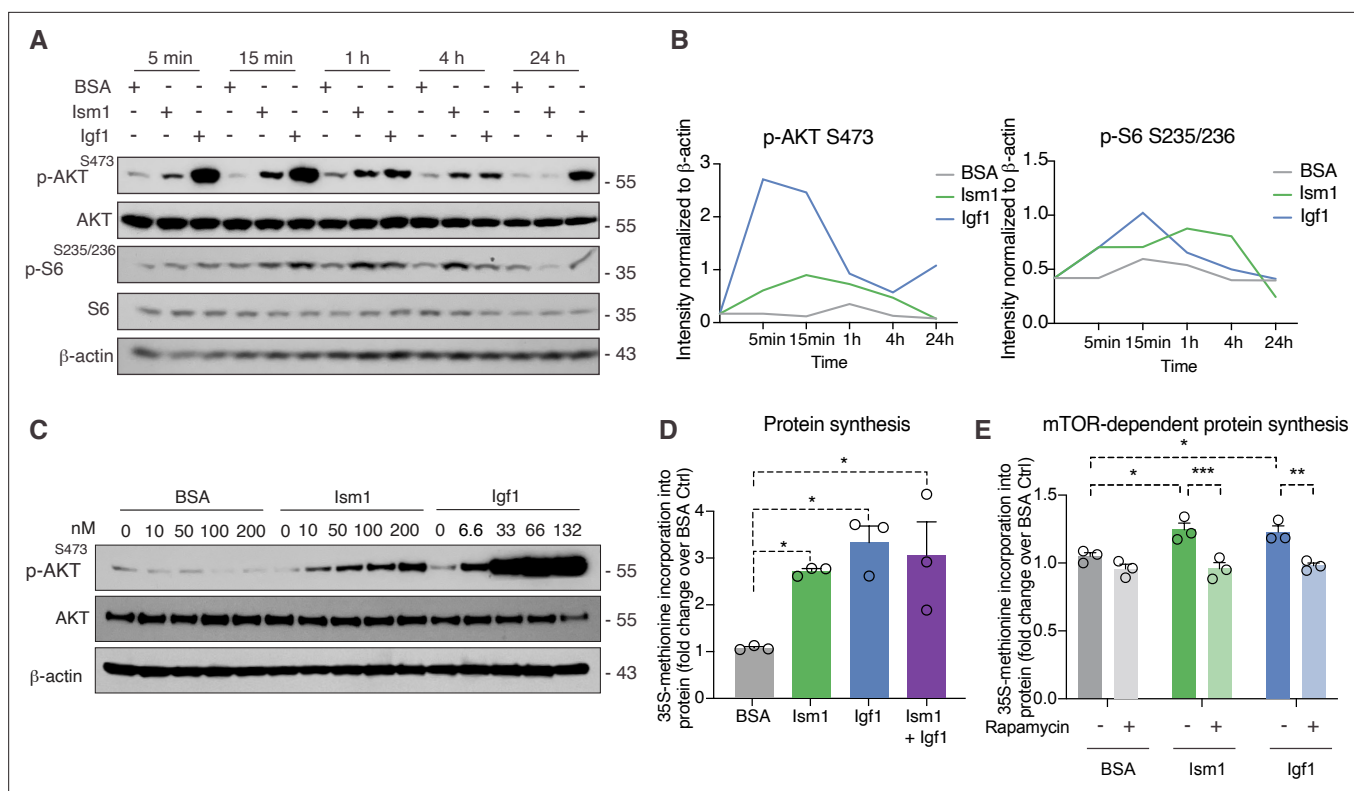 A
5 min 15 min 1 h 4 h 24 h
BSA + - - + - - + - - + - - + - -
Ism1 - + - - + - - + - - + - - + -
Igf1 - - + - - + - - + - - + - - +
p-AKT S473 - 55
AKT - 55
p-S6 S235/236 - 35
S6 - 35
β-actin - 43
B
p-AKT S473
Intensity normalized to β-actin
3
2
1
0
BSA
Ism1
Igf1
5min 15min 1h 4h 24h
Time
p-S6 S235/236
Intensity normalized to β-actin
1.5
1.0
0.5
0.0
BSA
Ism1
Igf1
5min 15min 1h 4h 24h
Time
C
BSA Ism1 Igf1
nM 0 10 50 100 200 0 10 50 100 200 0 6.6 33 66 132
p-AKT S473 - 55
AKT - 55
β-actin - 43
D
Protein synthesis
35S-methionine incorporation into
protein (fold change over BSA Ctrl)
4
3
2
1
0
*
*
*
BSA Ism1 Igf1 Ism1
+ Igf1
E
mTOR-dependent protein synthesis
35S-methionine incorporation into
protein (fold change over BSA Ctrl)
1.5
1.0
0.0
*
* *** **
Rapamycin - + - + - +
BSA Ism1 Igf1